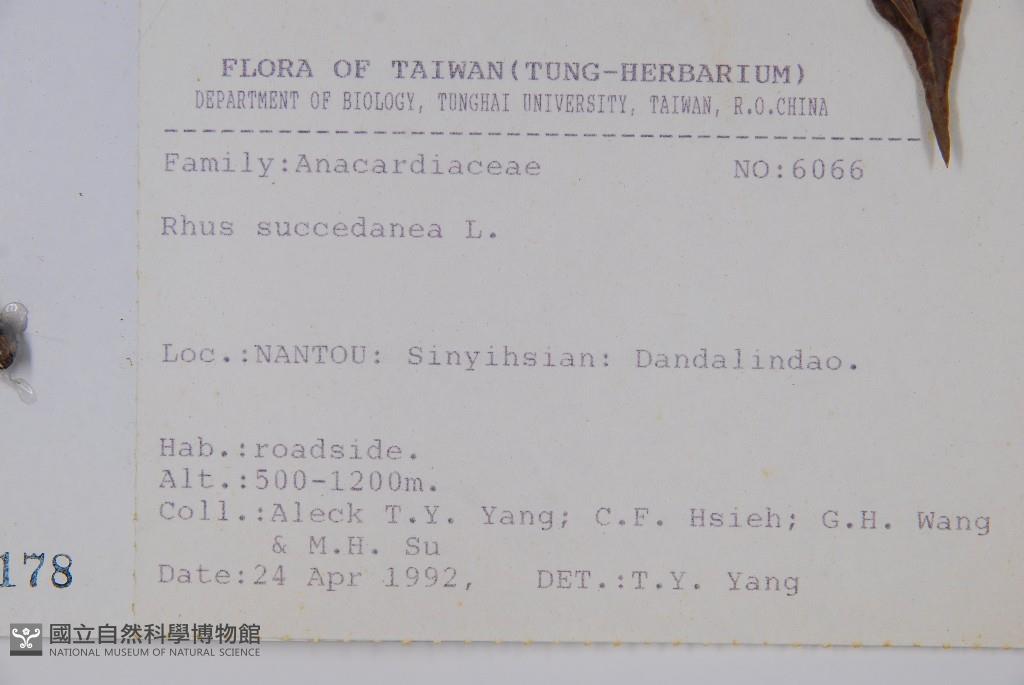 FLORA OF TAIWAN(TUNG-HERBARIUM)
DEPARTMENT OF BIOLOGY, TUNGHAI UNIVERSITY, TAIWAN, R.O.CHINA
Family:Anacardiaceae NO:6066
Rhus succedanea L.
Loc.:NANTOU: Sinyihsian: Dandalindao.
Hab.:roadside.
Alt.:500-1200m.
Coll.:Aleck T.Y. Yang; C.F. Hsieh; G.H. Wang
& M.H. Su
Date:24 Apr 1992, DET.:T.Y. Yang
178
國立自然科學博物館
NATIONAL MUSEUM OF NATURAL SCIENCE